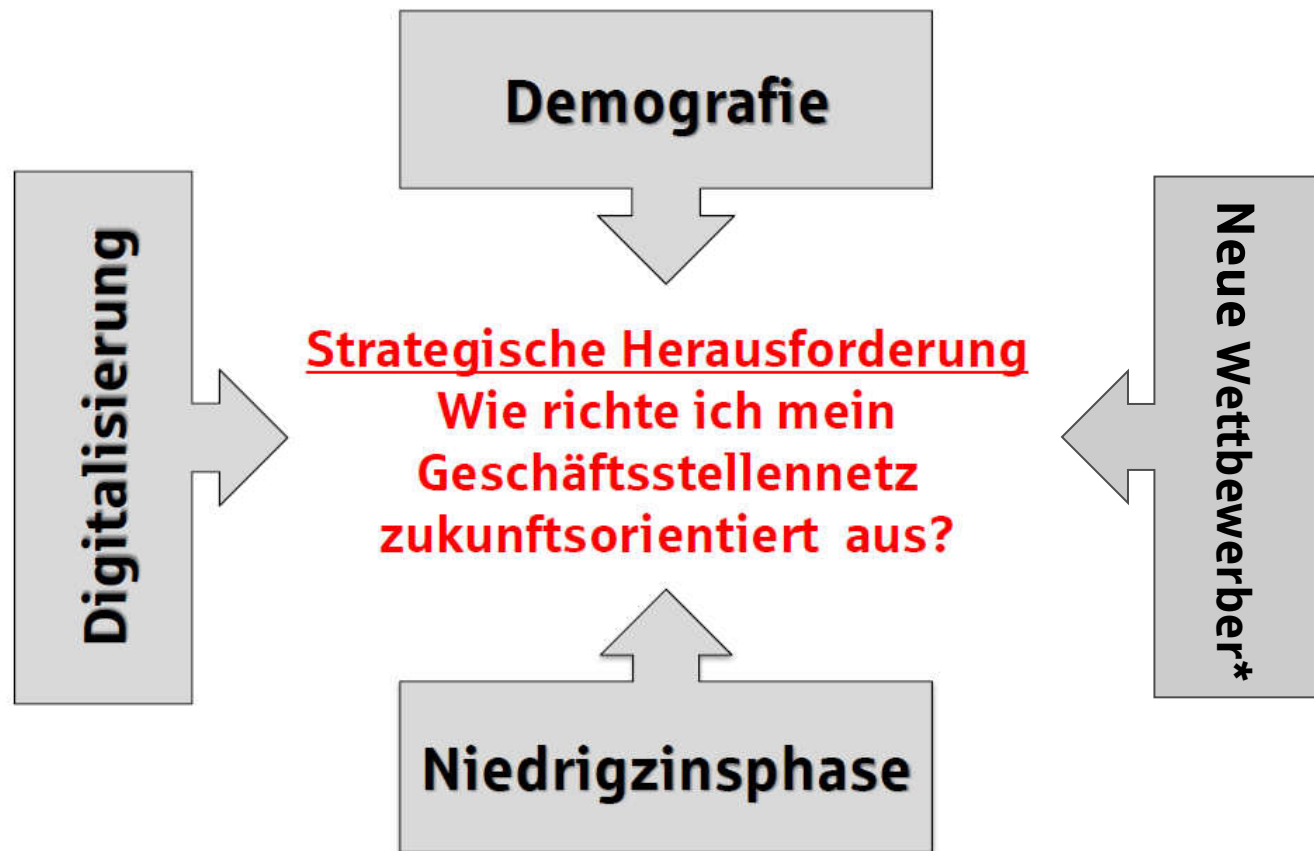 Demografie
Digitalisierung
Neue Wettbewerber*
Strategische Herausforderung
Wie richte ich mein
Geschäftsstellennetz
zukunftsorientiert aus?
Niedrigzinsphase